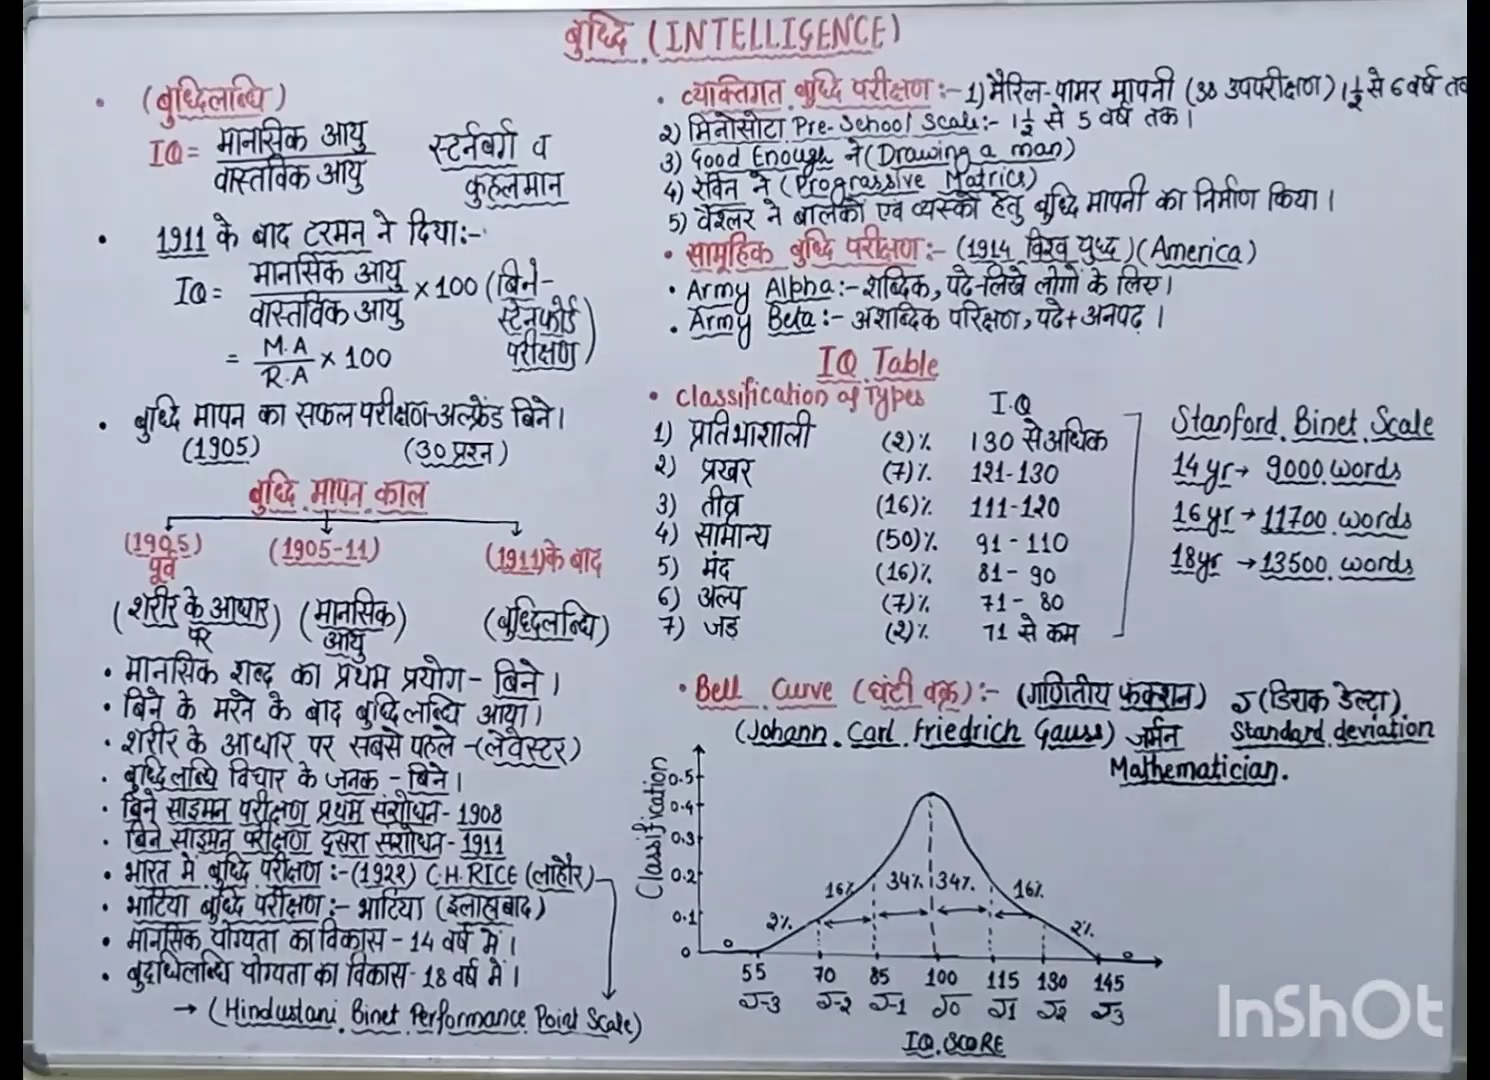 बुध्दि (INTELLIGENCE)
• (बुध्दिलब्धि)
IQ = मानसिक आयु / वास्तविक आयु
स्टर्नबर्ग व
कुहलमान
• 1911 के बाद टरमन ने दिया:-
IQ = मानसिक आयु / वास्तविक आयु × 100 (बिने-
स्टेनफोर्ड
परीक्षण)
= M.A / R.A × 100
• बुध्दि मापन का सफल परीक्षण-अल्फ्रेड बिने।
(1905) (30 प्रश्न)
बुध्दि मापन काल
(1905) पूर्व (1905-11) (1911)के बाद
(शरीर के आधार पर) (मानसिक आयु) (बुध्दिलब्धि)
• मानसिक शब्द का प्रथम प्रयोग - बिने।
• बिने के मरने के बाद बुध्दि लब्धि आया।
• शरीर के आधार पर सबसे पहले -(लेवेस्टर)
• बुध्दि लब्धि विचार के जनक - बिने।
• बिने साइमन परीक्षण प्रथम संशोधन - 1908
• बिने साइमन परीक्षण दूसरा संशोधन - 1911
• भारत में बुध्दि परीक्षण :-(1922) C.H.RICE (लाहौर)
• भाटिया बुध्दि परीक्षण:- भाटिया (इलाहाबाद)
• मानसिक योग्यता का विकास - 14 वर्ष में।
• बुद्धिलब्धि योग्यता का विकास - 18 वर्ष में।
→ (Hindustani Binet Performance Point Scale)
• व्यक्तिगत बुध्दि परीक्षण:- 1) मैरिल-पामर मापनी (38 उपपरीक्षण) 1½ से 6 वर्ष तक
2) मिनोसोटा Pre-School Scale:- 1½ से 5 वर्ष तक।
3) Good Enough ने (Drawing a man)
4) रेविन ने (Prograssive Matrics)
5) वैश्लर ने बालकों एवं व्यस्कों हेतु बुध्दि मापनी का निर्माण किया।
• सामूहिक बुध्दि परीक्षण:- (1914 विश्व युध्द) (America)
• Army Alpha:- शब्दिक, पढे-लिखे लोगों के लिए।
• Army Beta:- अशब्दिक परिक्षण, पढे + अनपढ़।
IQ Table
• Classification of Types I.Q
1) प्रतिभाशाली (2)% 130 से अधिक
2) प्रखर (7)% 121-130
3) तीव्र (16)% 111-120
4) सामान्य (50)% 91 - 110
5) मंद (16)% 81 - 90
6) अल्प (7)% 71 - 80
7) जड़ (2)% 71 से कम
Stanford Binet Scale
14 yr → 9000 words
16 yr → 11700 words
18 yr → 13500 words
• Bell Curve (घंटी वक्र):- (गणितीय फंक्शन) (डिराक डेल्टा)
(Johann Carl Friedrich Gauss) जर्मन Standard deviation
Mathematician.
Classification
0.5
0.4
0.3
0.2
0.1
0
0 2% 16% 34% 34% 16% 2% 0
55 70 85 100 115 130 145
-3 -2 -1 0 1 2 3
IQ SCORE
InShOt